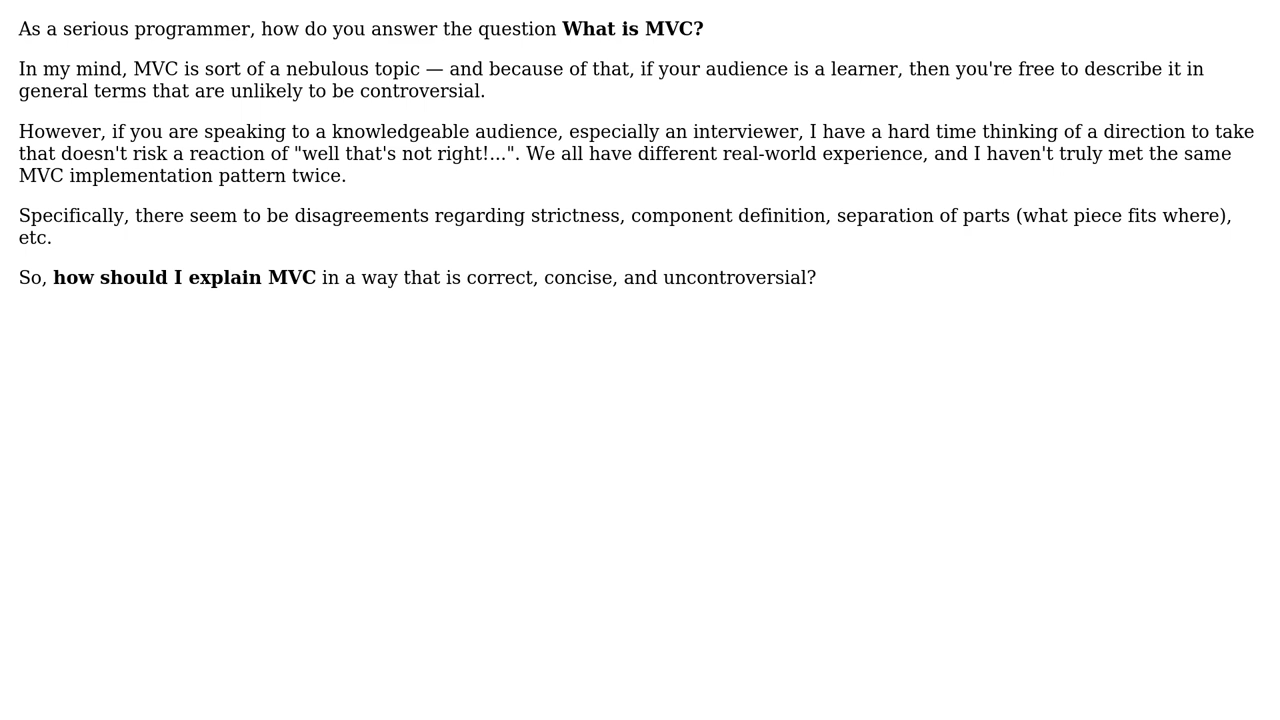 As a serious programmer, how do you answer the question What is MVC?
In my mind, MVC is sort of a nebulous topic — and because of that, if your audience is a learner, then you're free to describe it in
general terms that are unlikely to be controversial.
However, if you are speaking to a knowledgeable audience, especially an interviewer, I have a hard time thinking of a direction to take
that doesn't risk a reaction of "well that's not right!...". We all have different real-world experience, and I haven't truly met the same
MVC implementation pattern twice.
Specifically, there seem to be disagreements regarding strictness, component definition, separation of parts (what piece fits where),
etc.
So, how should I explain MVC in a way that is correct, concise, and uncontroversial?